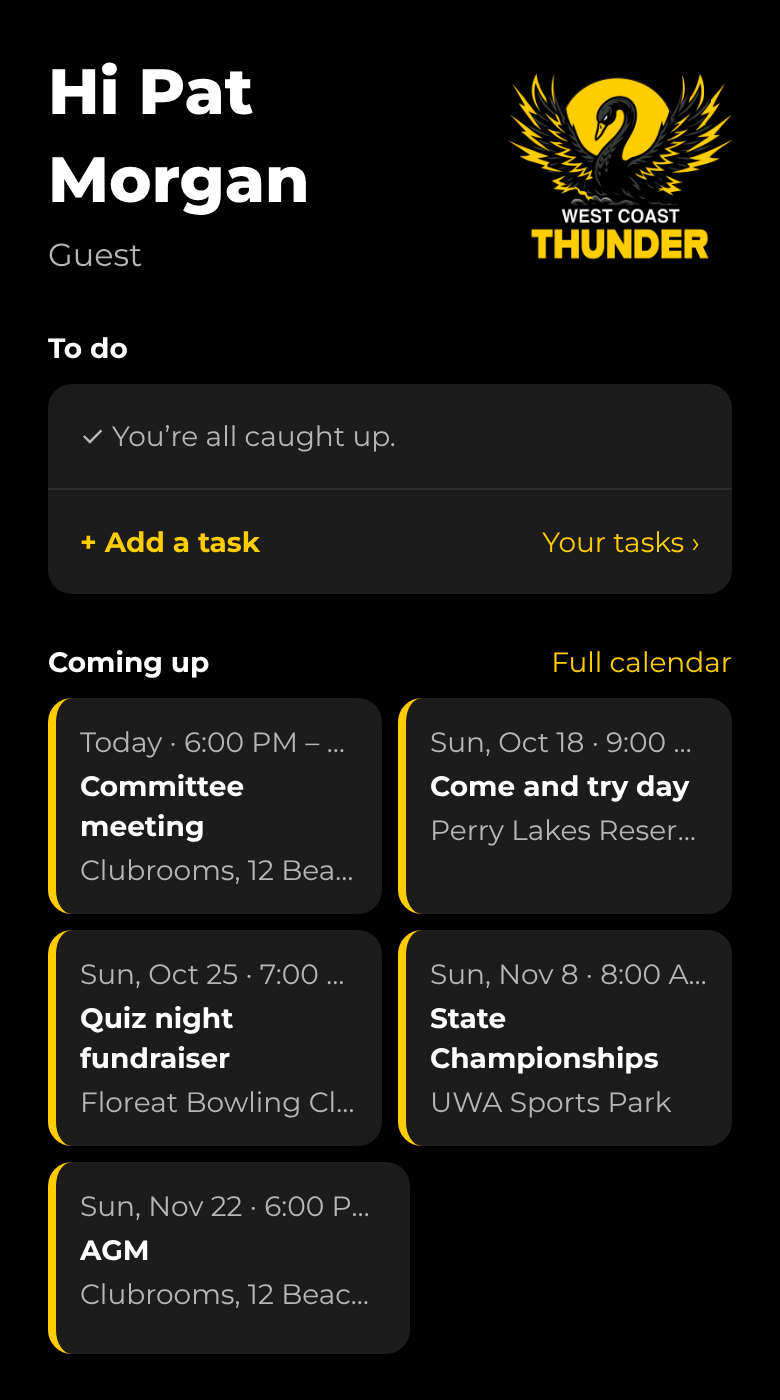 Hi Pat
Morgan
Guest
WEST COAST
THUNDER
To do
✓ You’re all caught up.
+ Add a task
Your tasks ›
Coming up
Full calendar
Today · 6:00 PM – ...
Committee
meeting
Clubrooms, 12 Bea...
Sun, Oct 18 · 9:00 ...
Come and try day
Perry Lakes Reser...
Sun, Oct 25 · 7:00 ...
Quiz night
fundraiser
Floreat Bowling Cl...
Sun, Nov 8 · 8:00 A...
State
Championships
UWA Sports Park
Sun, Nov 22 · 6:00 P...
AGM
Clubrooms, 12 Beac...